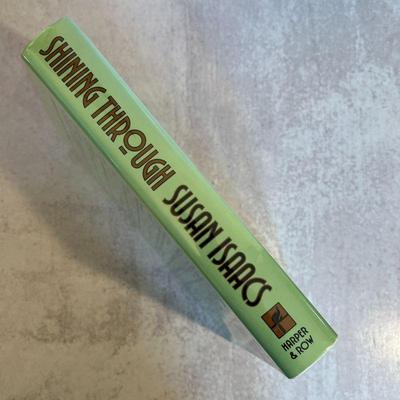 SHINING THROUGH SUSAN ISAACS
HARPER
& ROW